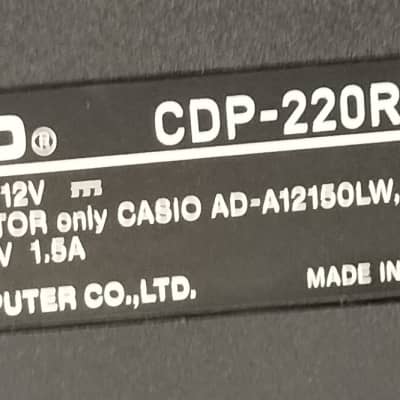 O® CDP-220R
12V ⎓
TOR only CASIO AD-A12150LW,
V 1.5A
PUTER CO.,LTD. MADE IN